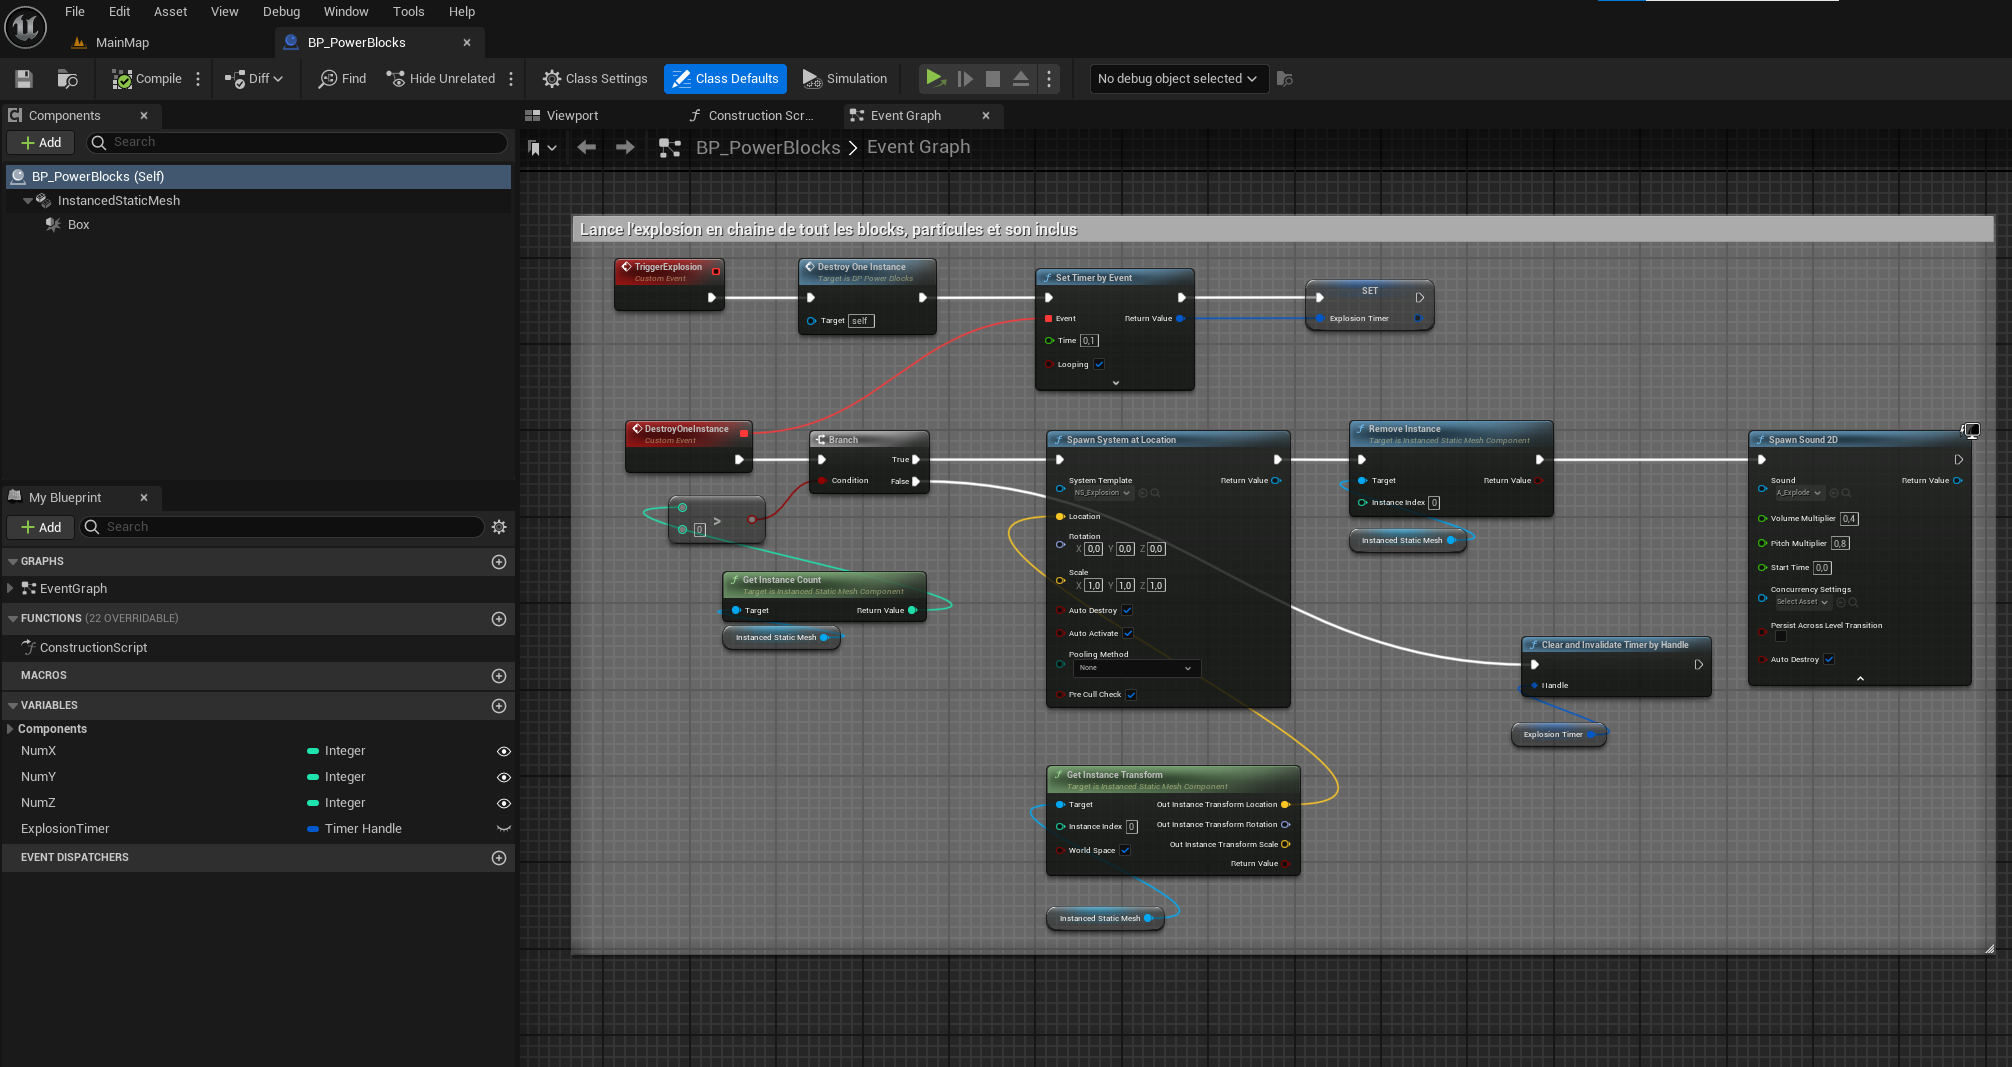 File Edit Asset View Debug Window Tools Help
MainMap
BP_PowerBlocks
Compile
Diff
Find
Hide Unrelated
Class Settings
Class Defaults
Simulation
No debug object selected
Components
Add
Search
BP_PowerBlocks (Self)
InstancedStaticMesh
Box
My Blueprint
Add
Search
GRAPHS
EventGraph
FUNCTIONS (22 OVERRIDABLE)
ConstructionScript
MACROS
VARIABLES
Components
NumX Integer
NumY Integer
NumZ Integer
ExplosionTimer Timer Handle
EVENT DISPATCHERS
Viewport
Construction Scr...
Event Graph
BP_PowerBlocks > Event Graph
Lance l'explosion en chaine de tout les blocks, particules et son inclus
TriggerExplosion
Custom Event
Destroy One Instance
Target is BP Power Blocks
Target self
Set Timer by Event
Event Return Value
Time 0,1
Looping
SET
Explosion Timer
DestroyOneInstance
Custom Event
Branch
True
Condition False
> 0
Get Instance Count
Target is Instanced Static Mesh Component
Target Return Value
Instanced Static Mesh
Spawn System at Location
System Template Return Value
NS_Explosion
Location
Rotation
X 0,0 Y 0,0 Z 0,0
Scale
X 1,0 Y 1,0 Z 1,0
Auto Destroy
Auto Activate
Pooling Method
None
Pre Cull Check
Remove Instance
Target is Instanced Static Mesh Component
Target Return Value
Instance Index 0
Instanced Static Mesh
Spawn Sound 2D
Sound Return Value
A_Explode
Volume Multiplier 0,4
Pitch Multiplier 0,8
Start Time 0,0
Concurrency Settings
Select Asset
Persist Across Level Transition
Auto Destroy
Clear and Invalidate Timer by Handle
Handle
Explosion Timer
Get Instance Transform
Target is Instanced Static Mesh Component
Target Out Instance Transform Location
Instance Index 0 Out Instance Transform Rotation
Out Instance Transform Scale
World Space
Return Value
Instanced Static Mesh